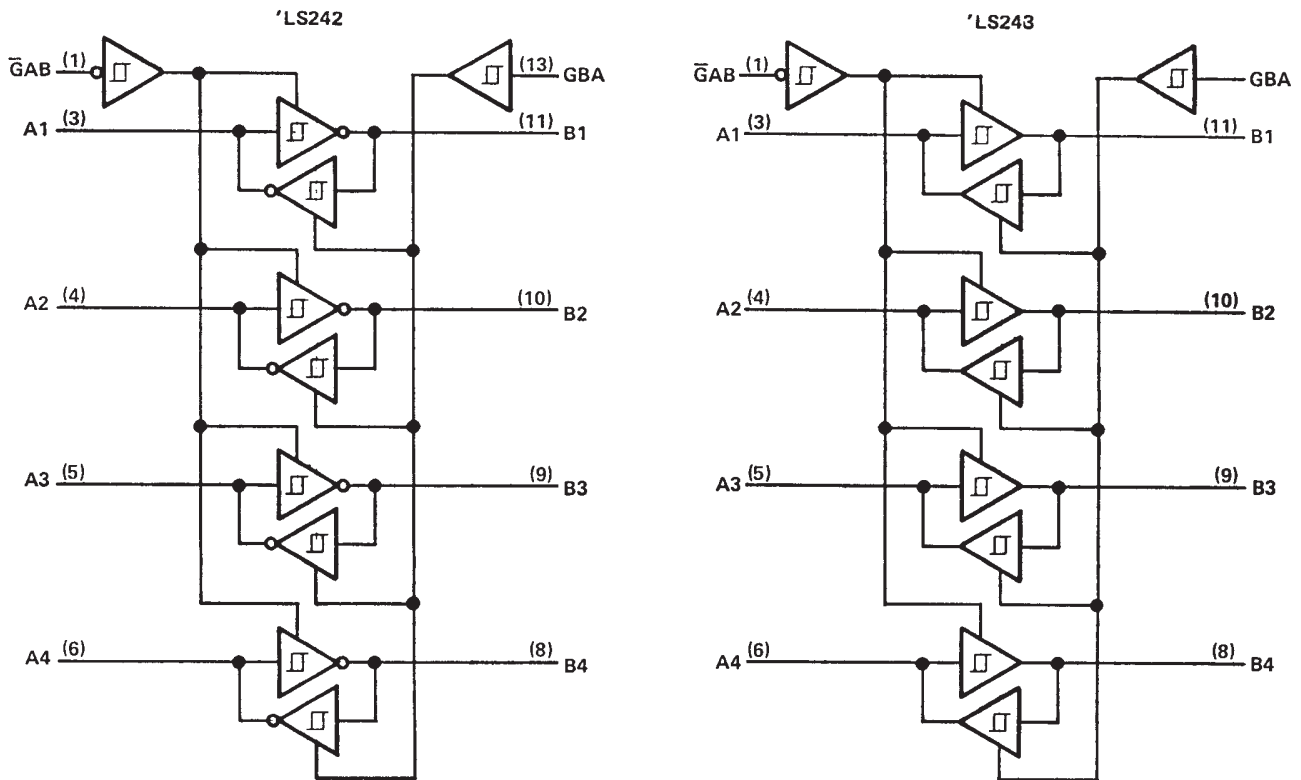 'LS242
G̅AB (1)
(13) GBA
A1 (3)
(11) B1
A2 (4)
(10) B2
A3 (5)
(9) B3
A4 (6)
(8) B4
'LS243
G̅AB (1)
GBA
A1 (3)
(11) B1
A2 (4)
(10) B2
A3 (5)
(9) B3
A4 (6)
(8) B4